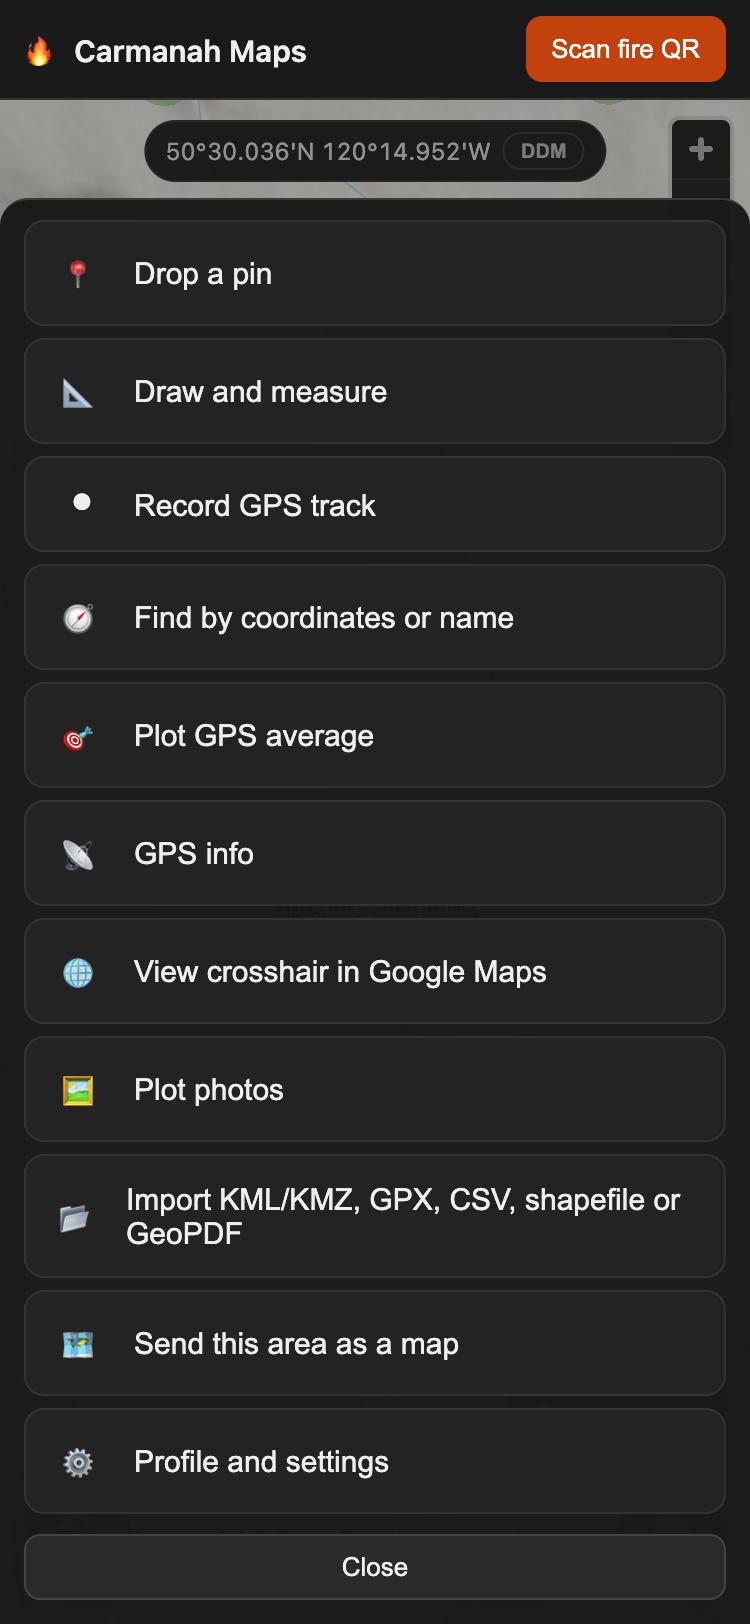 Carmanah Maps
Scan fire QR
50°30.036'N 120°14.952'W DDM
+
Drop a pin
Draw and measure
Record GPS track
Find by coordinates or name
Plot GPS average
GPS info
View crosshair in Google Maps
Plot photos
Import KML/KMZ, GPX, CSV, shapefile or
GeoPDF
Send this area as a map
Profile and settings
Close